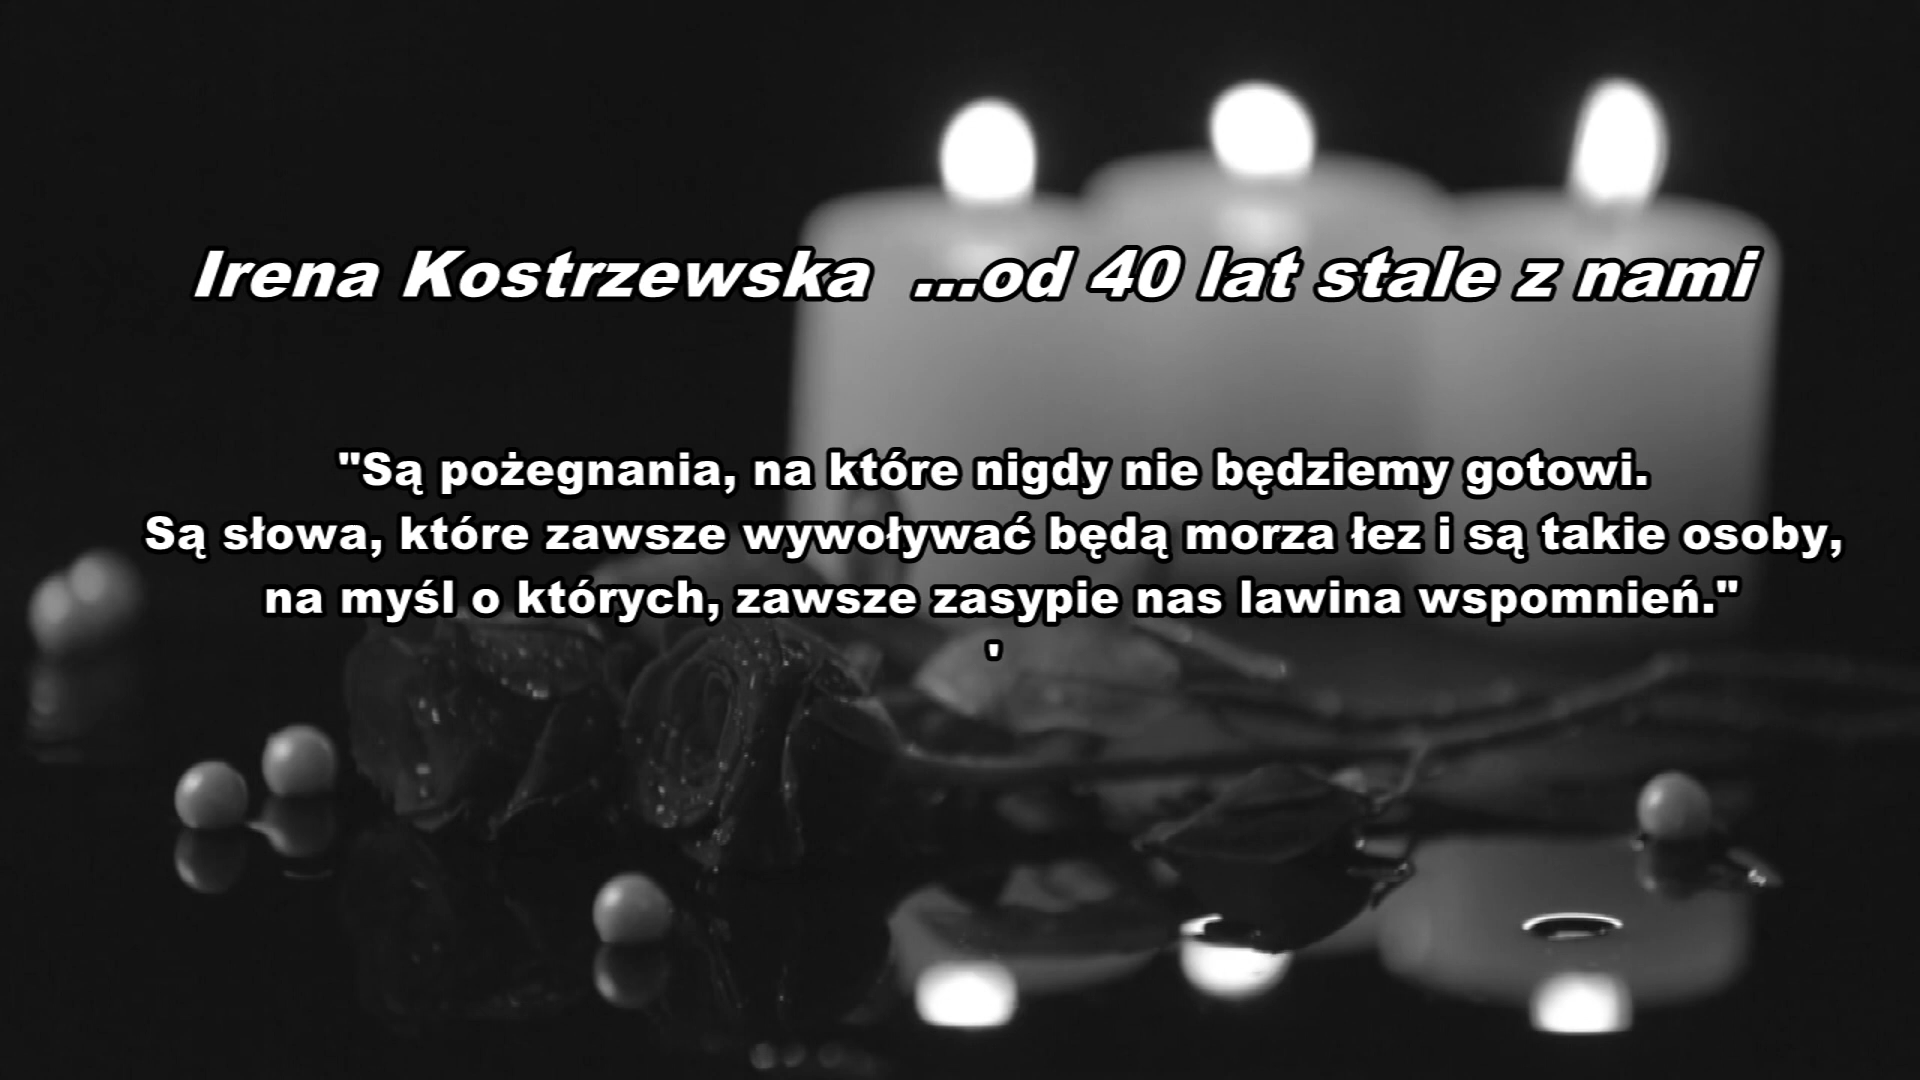 Irena Kostrzewska ...od 40 lat stale z nami
"Są pożegnania, na które nigdy nie będziemy gotowi.
Są słowa, które zawsze wywoływać będą morza łez i są takie osoby,
na myśl o których, zawsze zasypie nas lawina wspomnień."
'